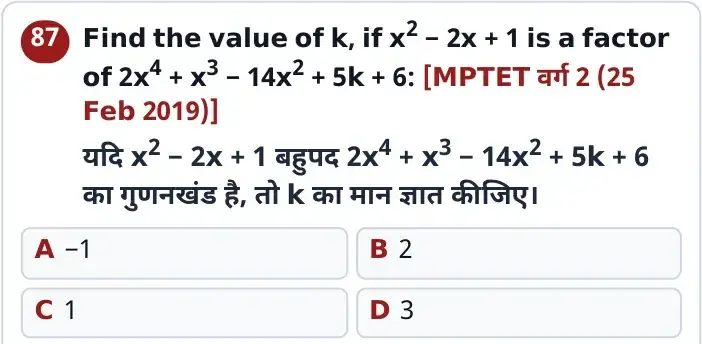 87 Find the value of k, if x² − 2x + 1 is a factor
of 2x⁴ + x³ − 14x² + 5k + 6: [MPTET वर्ग 2 (25
Feb 2019)]
यदि x² − 2x + 1 बहुपद 2x⁴ + x³ − 14x² + 5k + 6
का गुणनखंड है, तो k का मान ज्ञात कीजिए।
A −1
B 2
C 1
D 3